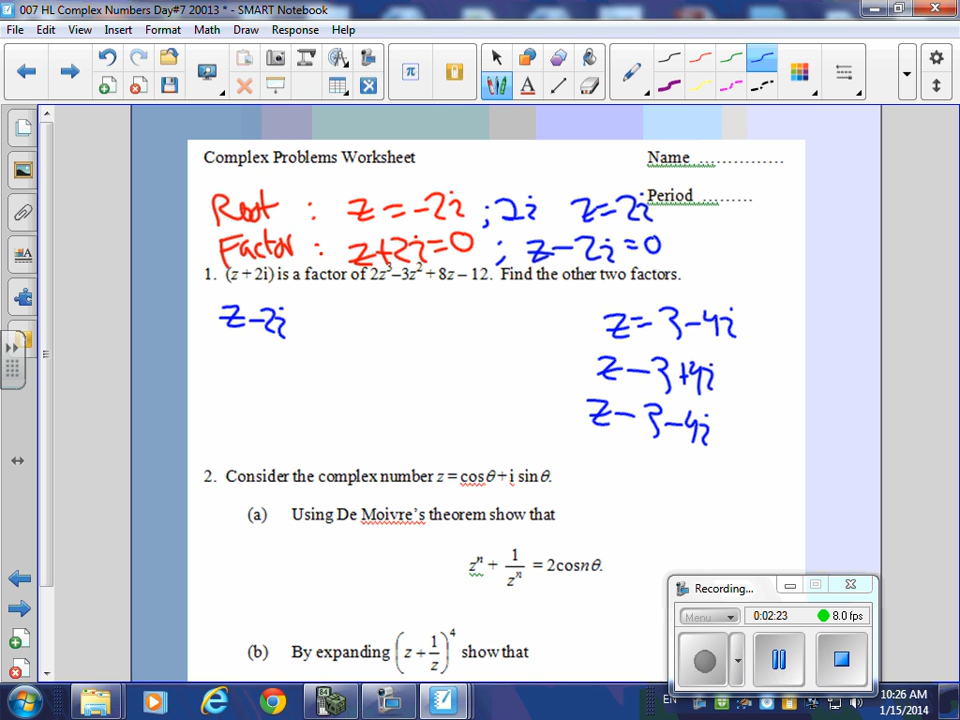 007 HL Complex Numbers Day#7 20013 * - SMART Notebook
File Edit View Insert Format Math Draw Response Help
Complex Problems Worksheet Name ...............
Period ...........
Root : z = -2i ; 2i z = 2i
Factor : z+2i=0 ; z-2i=0
1. (z + 2i) is a factor of 2z³–3z² + 8z – 12. Find the other two factors.
z-2i
z = 3-4i
z - 3+4i
z - 3-4i
2. Consider the complex number z = cosθ + i sinθ.
(a) Using De Moivre's theorem show that
zⁿ + 1/zⁿ = 2cosnθ.
(b) By expanding (z + 1/z)⁴ show that
Recording...
Menu 0:02:23 8.0 fps
EN 10:26 AM
1/15/2014